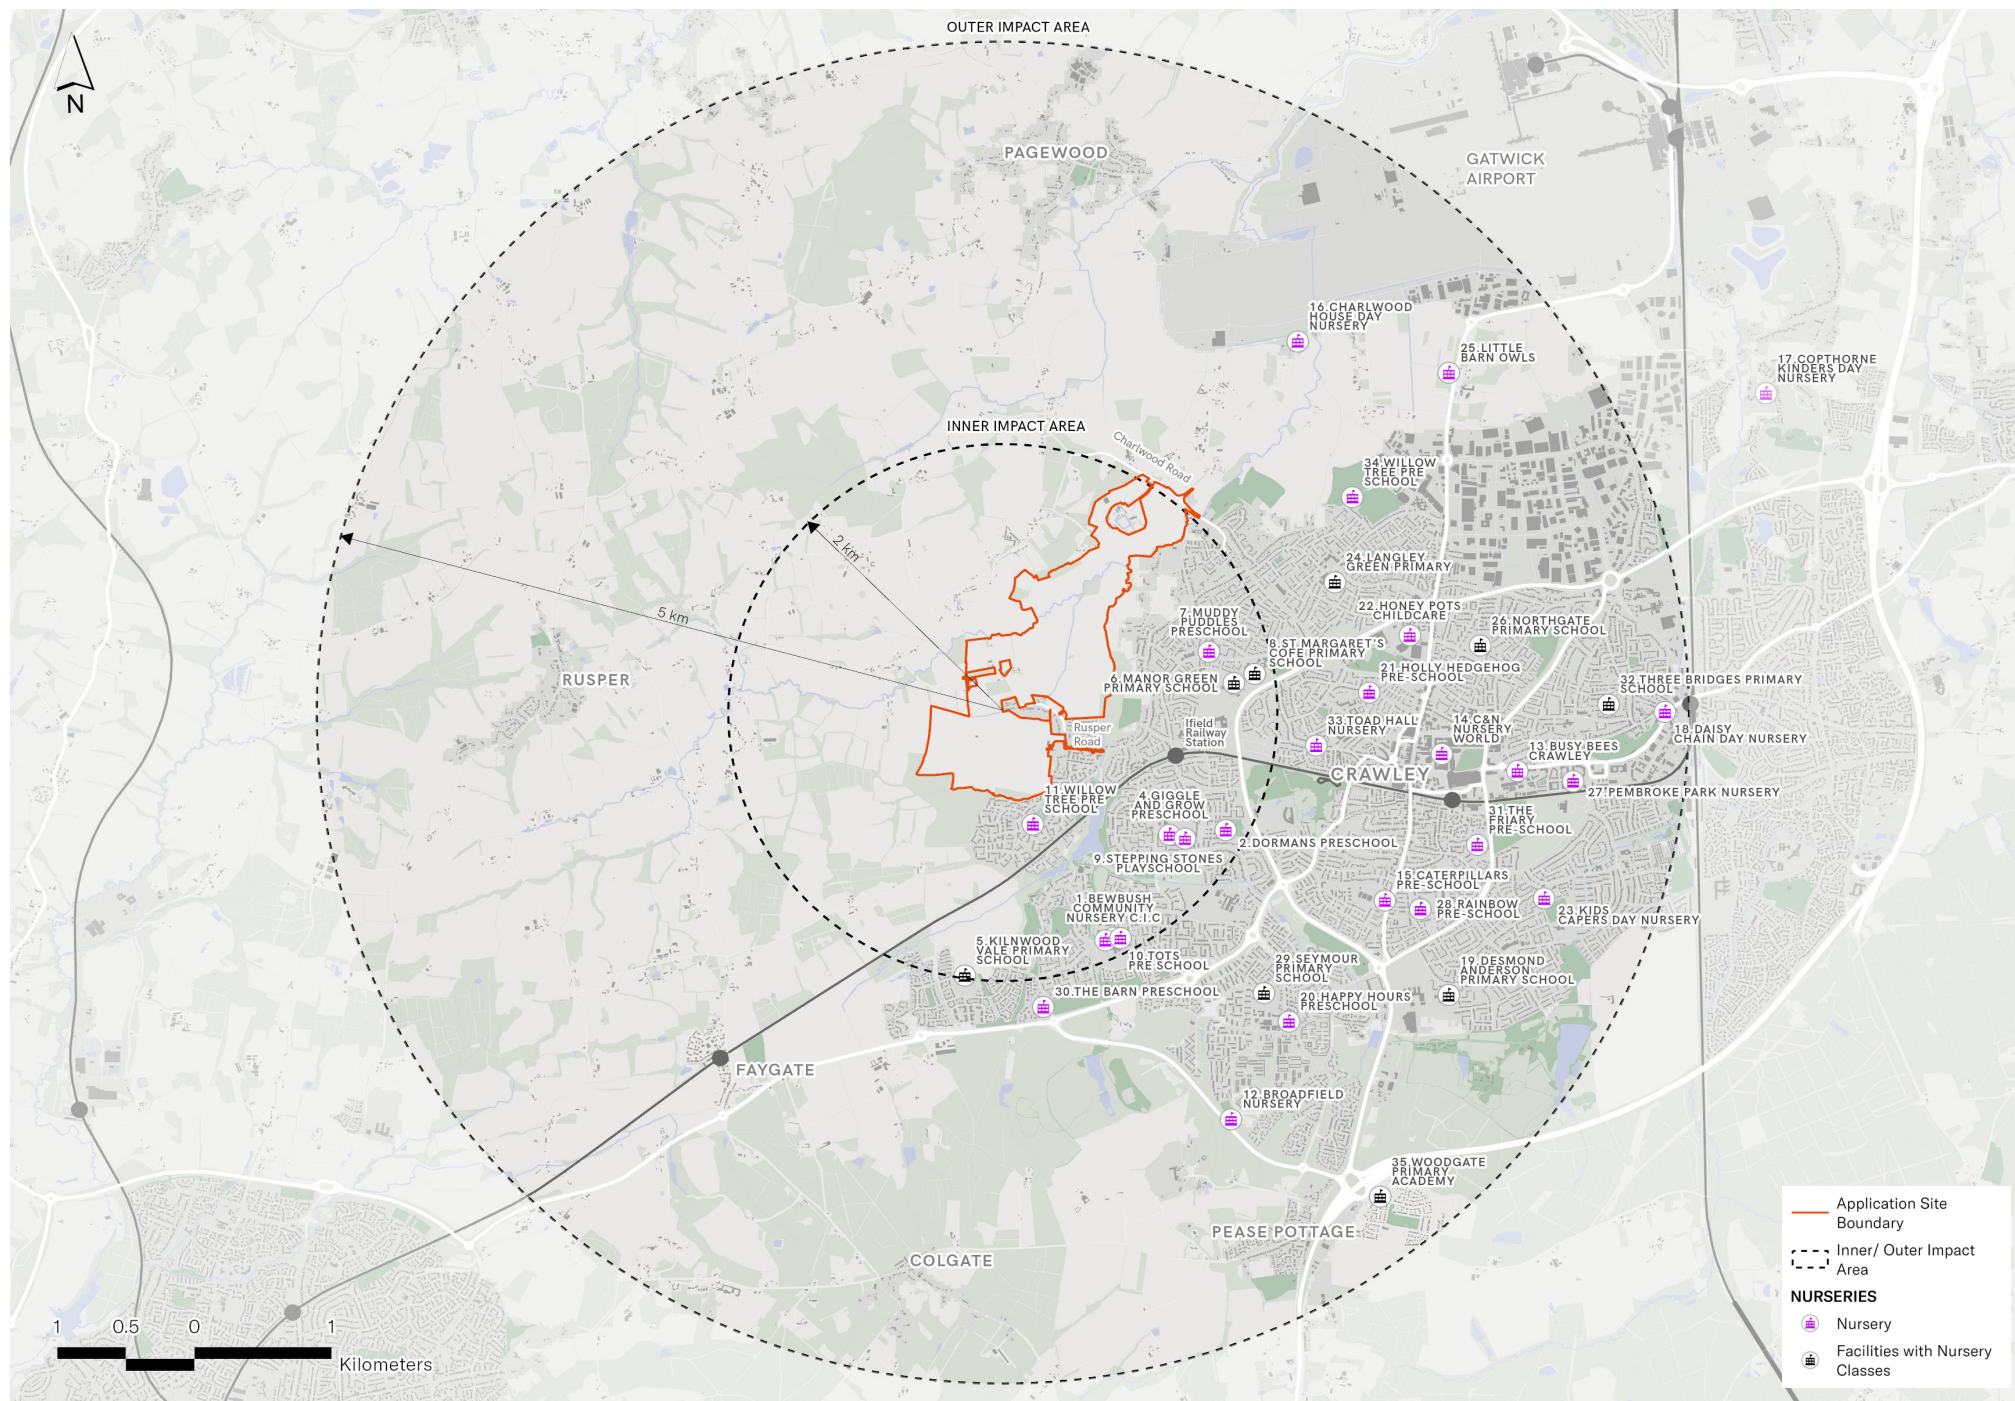 OUTER IMPACT AREA
N
PAGEWOOD
GATWICK
AIRPORT
16.CHARLWOOD
HOUSE DAY
NURSERY
25.LITTLE
BARN OWLS
17.COPTHORNE
KINDERS DAY
NURSERY
INNER IMPACT AREA
Charlwood Road
34.WILLOW
TREE PRE
SCHOOL
2 km
5 km
24.LANGLEY
GREEN PRIMARY
7.MUDDY
PUDDLES
PRESCHOOL
22.HONEY POTS
CHILDCARE
26.NORTHGATE
PRIMARY SCHOOL
8.ST.MARGARET'S
COFE PRIMARY
SCHOOL
RUSPER
6.MANOR GREEN
PRIMARY SCHOOL
21.HOLLY HEDGEHOG
PRE-SCHOOL
32.THREE BRIDGES PRIMARY
SCHOOL
Rusper
Road
Ifield
Railway
Station
33.TOAD HALL
NURSERY
14.C&N
NURSERY
WORLD
18.DAISY
CHAIN DAY NURSERY
13.BUSY BEES
CRAWLEY
CRAWLEY
27.PEMBROKE PARK NURSERY
11.WILLOW
TREE PRE
SCHOOL
4.GIGGLE
AND GROW
PRESCHOOL
31.THE
FRIARY
PRE-SCHOOL
2.DORMANS PRESCHOOL
9.STEPPING STONES
PLAYSCHOOL
15.CATERPILLARS
PRE-SCHOOL
1.BEWBUSH
COMMUNITY
NURSERY C.I.C
28.RAINBOW
PRE-SCHOOL
23.KIDS
CAPERS DAY NURSERY
5.KILNWOOD
VALE PRIMARY
SCHOOL
10.TOTS
PRE SCHOOL
29.SEYMOUR
PRIMARY
SCHOOL
19.DESMOND
ANDERSON
PRIMARY SCHOOL
30.THE BARN PRESCHOOL
20.HAPPY HOURS
PRESCHOOL
FAYGATE
12.BROADFIELD
NURSERY
35.WOODGATE
PRIMARY
ACADEMY
PEASE POTTAGE
COLGATE
1 0.5 0 1
Kilometers
Application Site
Boundary
Inner/ Outer Impact
Area
NURSERIES
Nursery
Facilities with Nursery
Classes